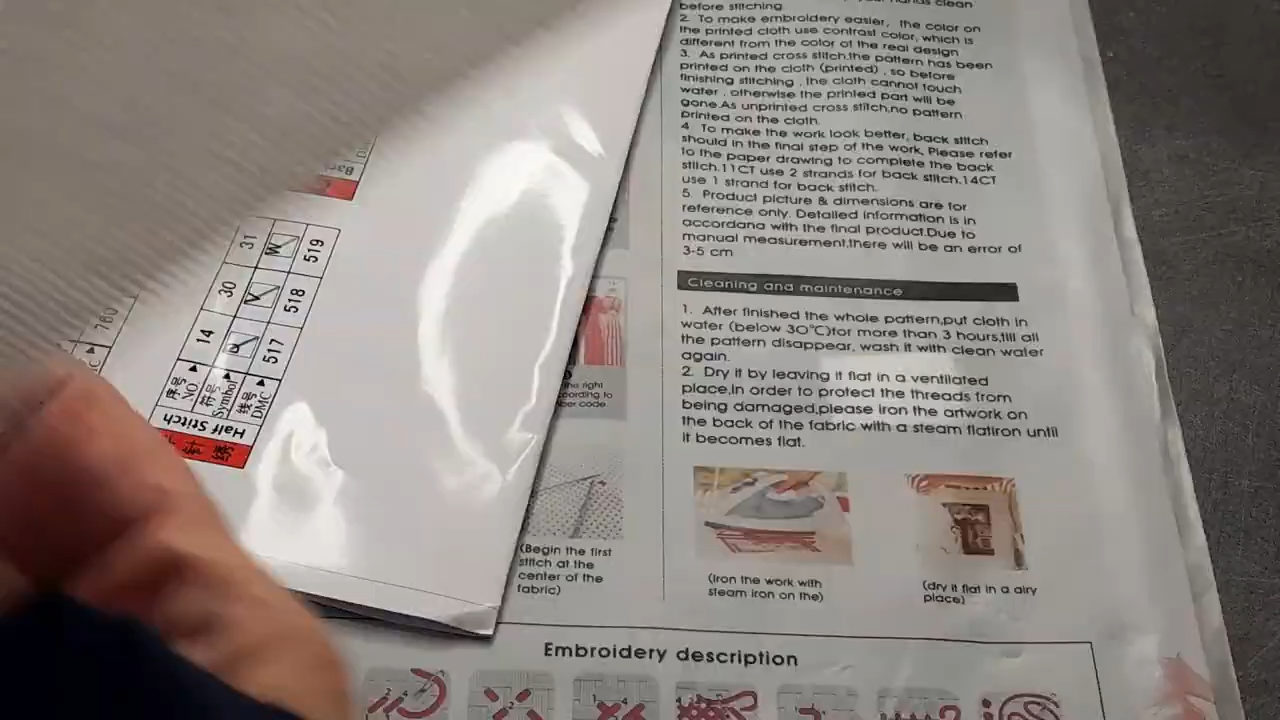 before stitching.
2. To make embroidery easier, the color on
the printed cloth use contrast color, which is
different from the color of the real design
3. As printed cross stitch,the pattern has been
printed on the cloth (printed) , so before
finishing stitching , the cloth cannot touch
water , otherwise the printed part will be
gone.As unprinted cross stitch,no pattern
printed on the cloth.
4. To make the work look better, back stitch
should in the final step of the work, Please refer
to the paper drawing to complete the back
stitch.11CT use 2 strands for back stitch,14CT
use 1 strand for back stitch.
5. Product picture & dimensions are for
reference only. Detailed information is in
accordana with the final product.Due to
manual measurement,there will be an error of
3-5 cm
Cleaning and maintenance
1. After finished the whole pattern,put cloth in
water (below 30°C)for more than 3 hours,till all
the pattern disappear, wash it with clean water
again.
2. Dry it by leaving it flat in a ventilated
place,in order to protect the threads from
being damaged,please iron the artwork on
the back of the fabric with a steam flatiron until
it becomes flat.
(Iron the work with
steam iron on the)
(dry it flat in a airy
place)
the right
code
(Begin the first
stitch at the
center of the
fabric)
Embroidery description
Half Stitch
序号 NO. 14 30 31
符号 Symbol V W
线号 DMC 517 518 519
760